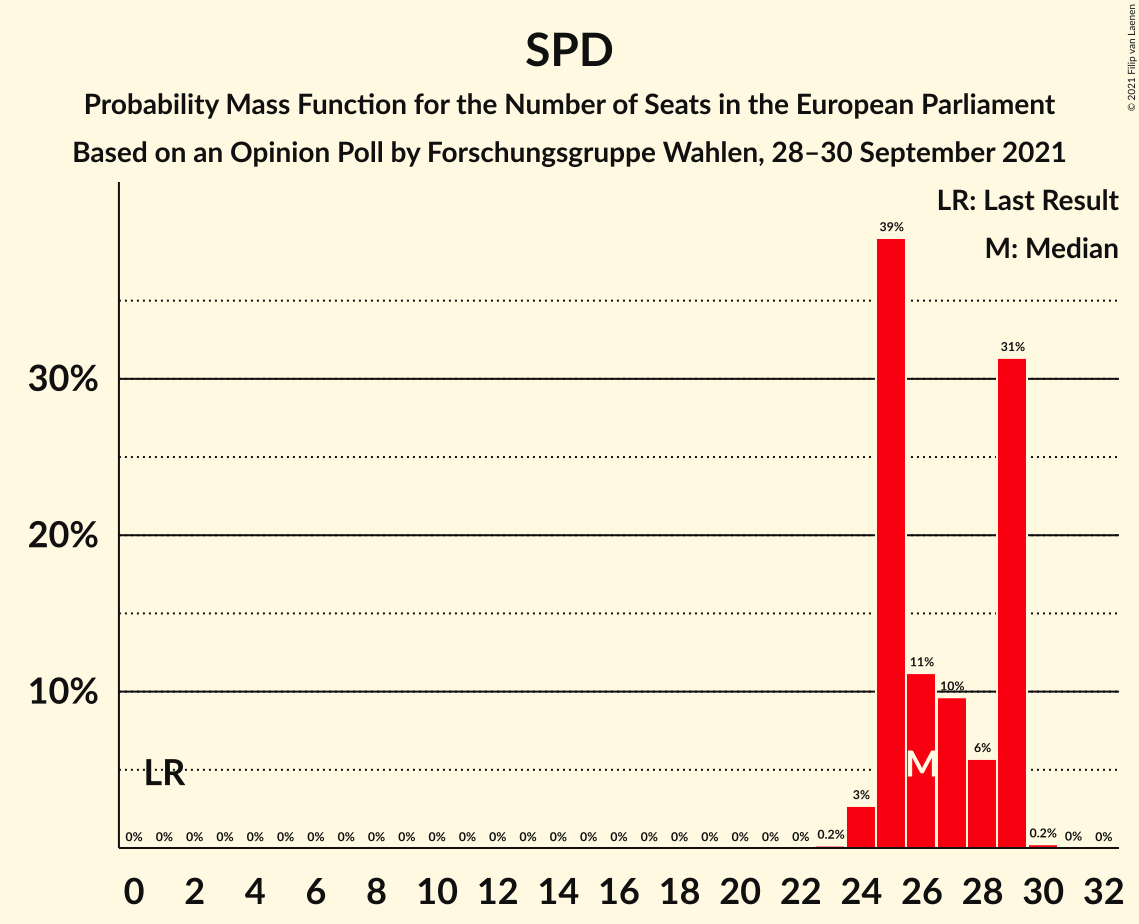 © 2021 Filip van Laenen
SPD
Probability Mass Function for the Number of Seats in the European Parliament
Based on an Opinion Poll by Forschungsgruppe Wahlen, 28–30 September 2021
LR: Last Result
M: Median
39%
31%
30%
20%
11%
10%
10%
6%
LR
M
3%
0% 0% 0% 0% 0% 0% 0% 0% 0% 0% 0% 0% 0% 0% 0% 0% 0% 0% 0% 0% 0% 0% 0% 0.2% 0.2% 0% 0%
0 2 4 6 8 10 12 14 16 18 20 22 24 26 28 30 32